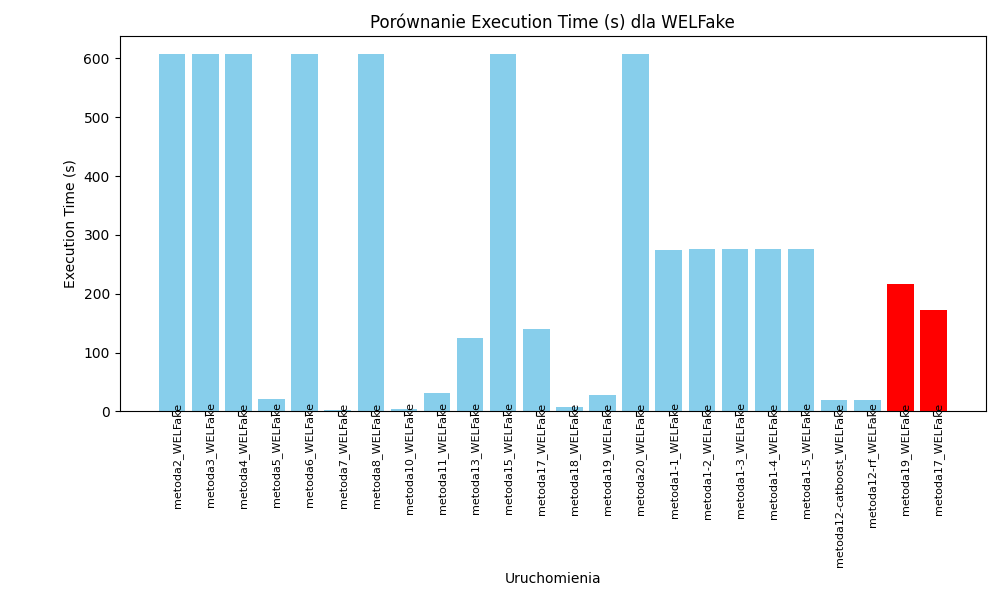 Porównanie Execution Time (s) dla WELFake
Execution Time (s)
600
500
400
300
200
100
0
metoda2_WELFake
metoda3_WELFake
metoda4_WELFake
metoda5_WELFake
metoda6_WELFake
metoda7_WELFake
metoda8_WELFake
metoda10_WELFake
metoda11_WELFake
metoda13_WELFake
metoda15_WELFake
metoda17_WELFake
metoda18_WELFake
metoda19_WELFake
metoda20_WELFake
metoda1-1_WELFake
metoda1-2_WELFake
metoda1-3_WELFake
metoda1-4_WELFake
metoda1-5_WELFake
metoda12-catboost_WELFake
metoda12-rf_WELFake
metoda19_WELFake
metoda17_WELFake
Uruchomienia